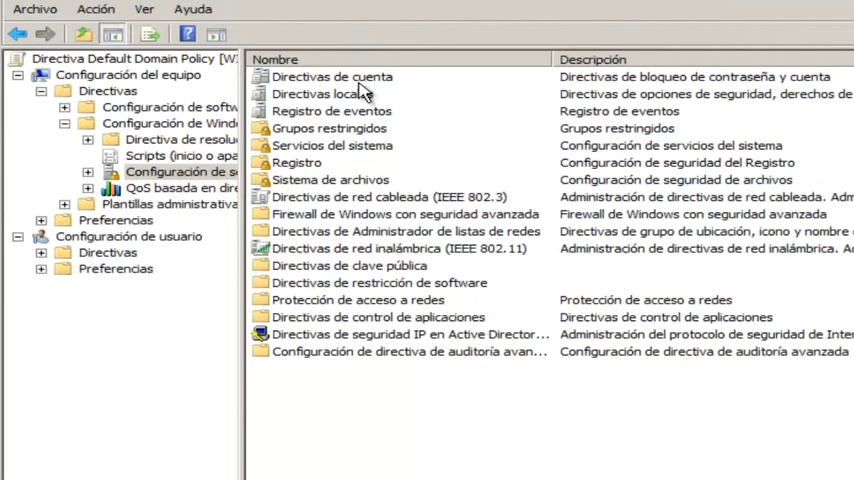 Archivo Acción Ver Ayuda
Directiva Default Domain Policy [W
Configuración del equipo
Directivas
Configuración de softw
Configuración de Windo
Directiva de resolu
Scripts (inicio o apa
Configuración de s
QoS basada en dire
Plantillas administrativa
Preferencias
Configuración de usuario
Directivas
Preferencias
Nombre Descripción
Directivas de cuenta Directivas de bloqueo de contraseña y cuenta
Directivas loca Directivas de opciones de seguridad, derechos de
Registro de eventos Registro de eventos
Grupos restringidos Grupos restringidos
Servicios del sistema Configuración de servicios del sistema
Registro Configuración de seguridad del Registro
Sistema de archivos Configuración de seguridad de archivos
Directivas de red cableada (IEEE 802.3) Administración de directivas de red cableada. Adm
Firewall de Windows con seguridad avanzada Firewall de Windows con seguridad avanzada
Directivas de Administrador de listas de redes Directivas de grupo de ubicación, icono y nombre
Directivas de red inalámbrica (IEEE 802.11) Administración de directivas de red inalámbrica. A
Directivas de clave pública
Directivas de restricción de software
Protección de acceso a redes Protección de acceso a redes
Directivas de control de aplicaciones Directivas de control de aplicaciones
Directivas de seguridad IP en Active Director... Administración del protocolo de seguridad de Inter
Configuración de directiva de auditoría avan... Configuración de directiva de auditoría avanzada